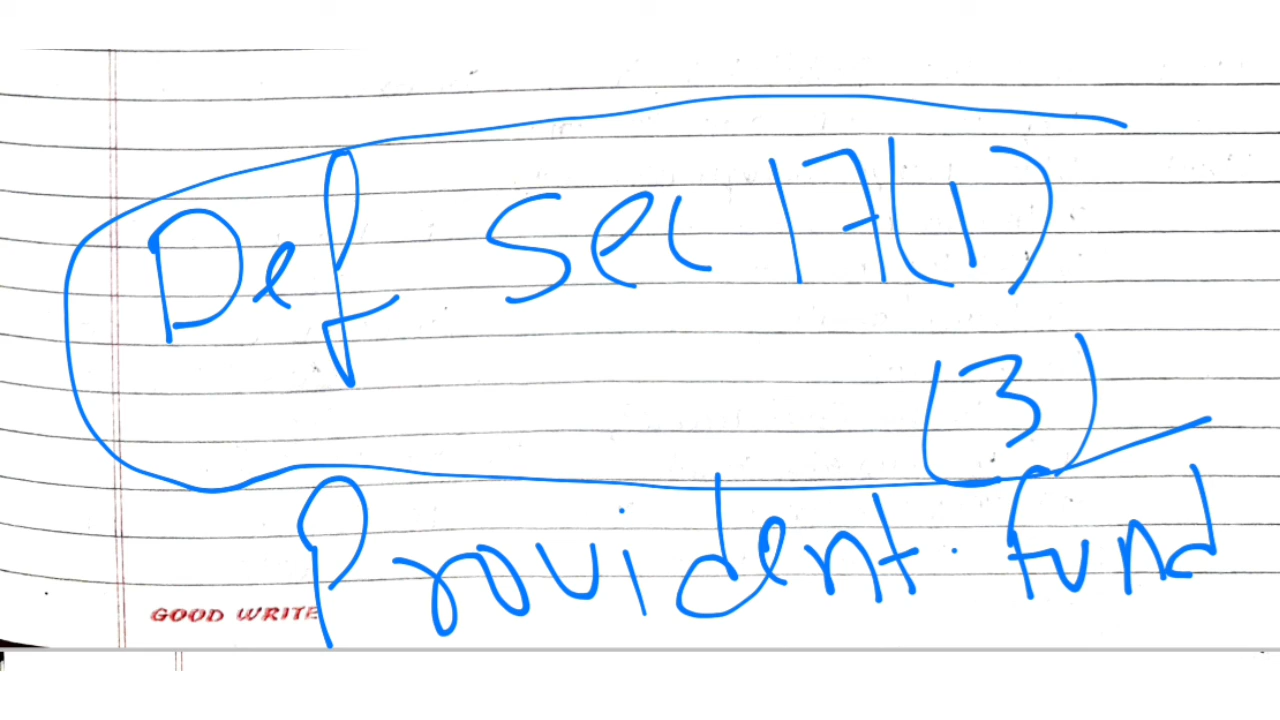 Def Sec 17(1)
(3)
Provident. fund
GOOD WRITE